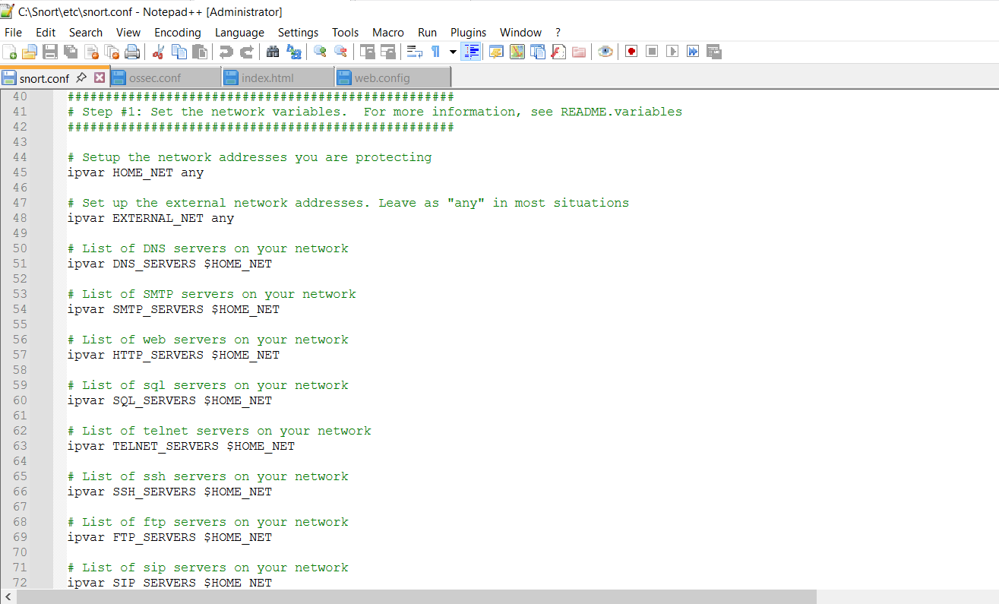 C:\Snort\etc\snort.conf - Notepad++ [Administrator]
File Edit Search View Encoding Language Settings Tools Macro Run Plugins Window ?
snort.conf ossec.conf index.html web.config
40 ###################################################
41 # Step #1: Set the network variables.  For more information, see README.variables
42 ###################################################
43
44 # Setup the network addresses you are protecting
45 ipvar HOME_NET any
46
47 # Set up the external network addresses. Leave as "any" in most situations
48 ipvar EXTERNAL_NET any
49
50 # List of DNS servers on your network
51 ipvar DNS_SERVERS $HOME_NET
52
53 # List of SMTP servers on your network
54 ipvar SMTP_SERVERS $HOME_NET
55
56 # List of web servers on your network
57 ipvar HTTP_SERVERS $HOME_NET
58
59 # List of sql servers on your network
60 ipvar SQL_SERVERS $HOME_NET
61
62 # List of telnet servers on your network
63 ipvar TELNET_SERVERS $HOME_NET
64
65 # List of ssh servers on your network
66 ipvar SSH_SERVERS $HOME_NET
67
68 # List of ftp servers on your network
69 ipvar FTP_SERVERS $HOME_NET
70
71 # List of sip servers on your network
72 ipvar SIP_SERVERS $HOME_NET